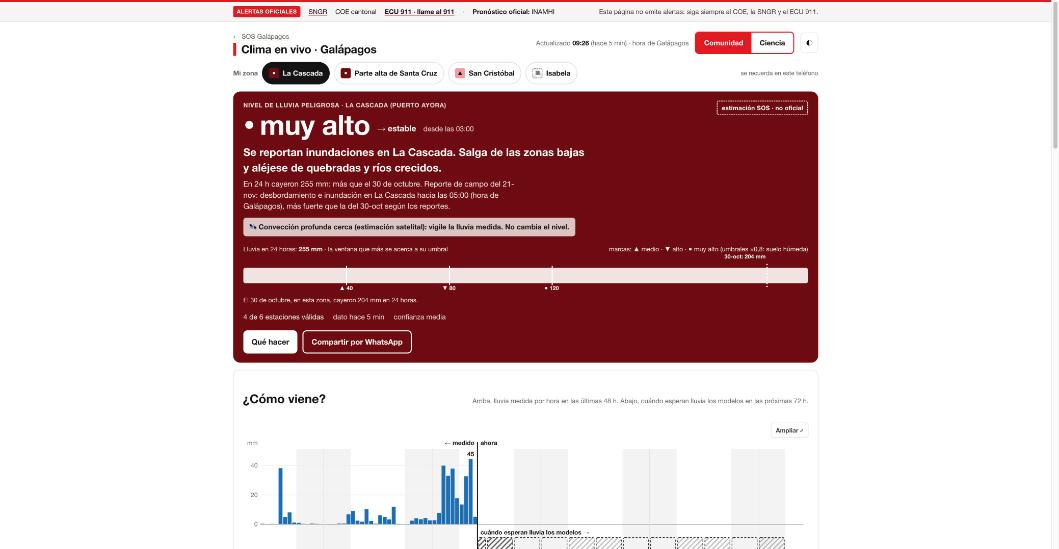 ALERTAS OFICIALES SNGR COE cantonal ECU 911 · llame al 911 · Pronóstico oficial: INAMHI Esta página no emite alertas: siga siempre al COE, la SNGR y el ECU 911.
‹ SOS Galápagos
Clima en vivo · Galápagos
Actualizado 09:26 (hace 5 min) · hora de Galápagos Comunidad Ciencia
Mi zona La Cascada Parte alta de Santa Cruz San Cristóbal Isabela se recuerda en este teléfono
NIVEL DE LLUVIA PELIGROSA · LA CASCADA (PUERTO AYORA)
estimación SOS · no oficial
muy alto → estable desde las 03:00
Se reportan inundaciones en La Cascada. Salga de las zonas bajas
y aléjese de quebradas y ríos crecidos.
En 24 h cayeron 255 mm: más que el 30 de octubre. Reporte de campo del 21-
nov: desbordamiento e inundación en La Cascada hacia las 05:00 (hora de
Galápagos), más fuerte que la del 30-oct según los reportes.
Convección profunda cerca (estimación satelital): vigile la lluvia medida. No cambia el nivel.
Lluvia en 24 horas: 255 mm · la ventana que más se acerca a su umbral
marcas: ▲ medio · ▼ alto · ● muy alto (umbrales ×0,8: suelo húmedo)
30-oct: 204 mm
▲ 40 ▼ 80 ● 120
El 30 de octubre, en esta zona, cayeron 204 mm en 24 horas.
4 de 6 estaciones válidas dato hace 5 min confianza media
Qué hacer Compartir por WhatsApp
¿Cómo viene?
Arriba, lluvia medida por hora en las últimas 48 h. Abajo, cuándo esperan lluvia los modelos en las próximas 72 h.
Ampliar
mm ← medido ahora
45
40
20
0
cuándo esperan lluvia los modelos →